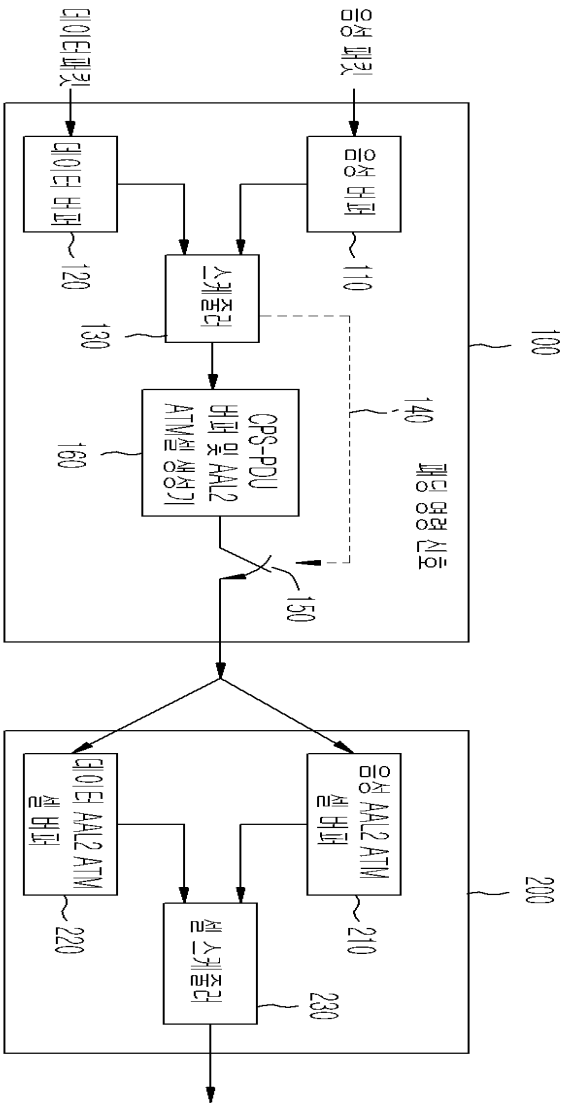 100
200
음성 패킷
음성 버퍼
110
데이터패킷
데이터 버퍼
120
스케줄러
130
140
패딩 명령 신호
CPS-PDU
버퍼 및 AAL2
ATM셀 생성기
160
150
음성 AAL2 ATM
셀 버퍼
210
데이터 AAL2 ATM
셀 버퍼
220
셀 스케줄러
230